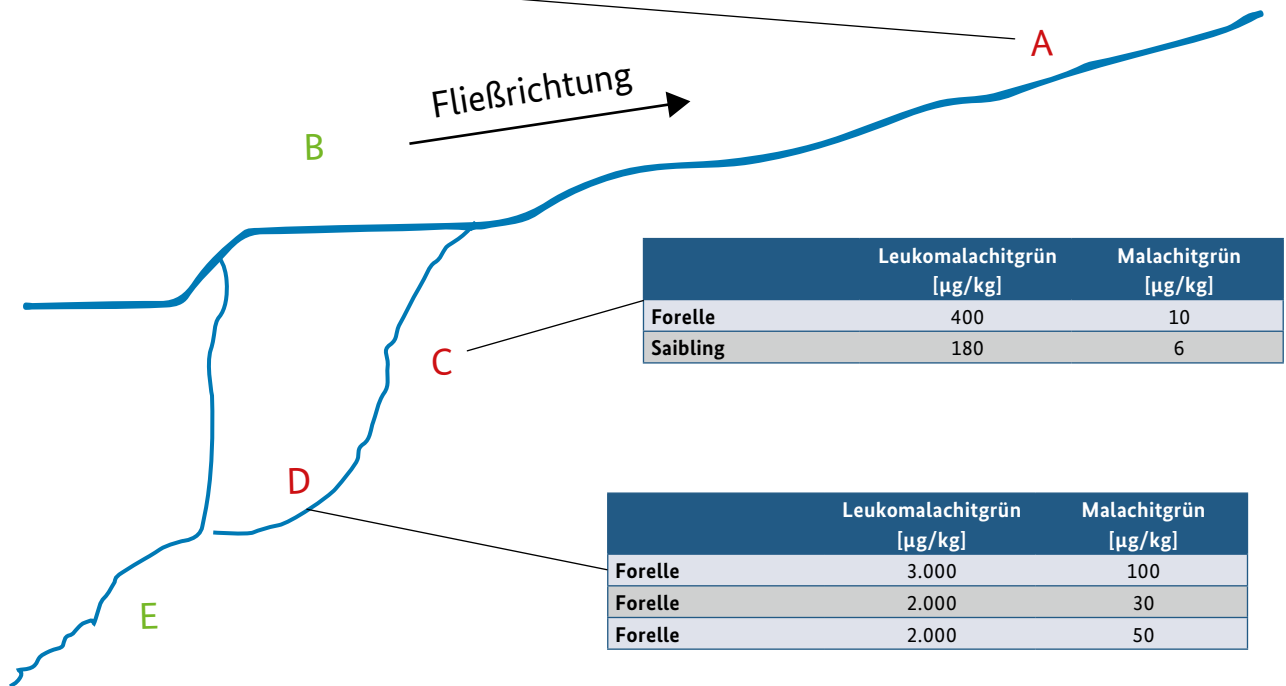 A
Fließrichtung
B
Leukomalachitgrün Malachitgrün
[µg/kg] [µg/kg]
Forelle 400 10
Saibling 180 6
C
D
Leukomalachitgrün Malachitgrün
[µg/kg] [µg/kg]
Forelle 3.000 100
Forelle 2.000 30
Forelle 2.000 50
E